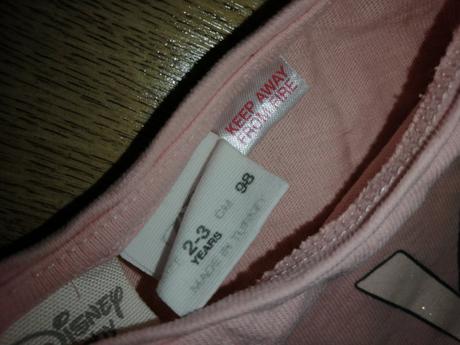 KEEP AWAY
FROM FIRE
CM 98
2-3
YEARS
MADE IN TURKEY
DISNEY